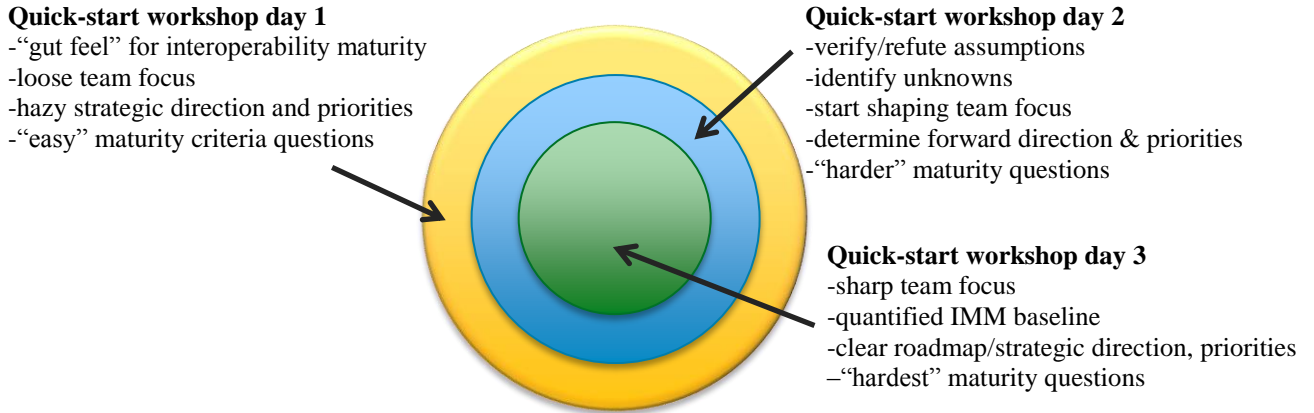 Quick-start workshop day 1
-“gut feel” for interoperability maturity
-loose team focus
-hazy strategic direction and priorities
-“easy” maturity criteria questions
Quick-start workshop day 2
-verify/refute assumptions
-identify unknowns
-start shaping team focus
-determine forward direction & priorities
-“harder” maturity questions
Quick-start workshop day 3
-sharp team focus
-quantified IMM baseline
-clear roadmap/strategic direction, priorities
–“hardest” maturity questions